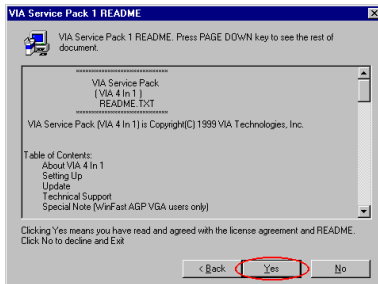 VIA Service Pack 1 README
VIA Service Pack 1 README. Press PAGE DOWN key to see the rest of
document.
""""""""""""""""""""""""""""""
VIA Service Pack
( VIA 4 In 1 )
README.TXT
""""""""""""""""""""""""""""""
VIA Service Pack (VIA 4 In 1) is Copyright(C) 1999 VIA Technologies, Inc.
Table of Contents:
About VIA 4 in 1
Setting Up
Update
Technical Support
Special Note (WinFast AGP VGA users only)
Clicking Yes means you have read and agreed with the license agreement and README.
Click No to decline and Exit
< Back
Yes
No